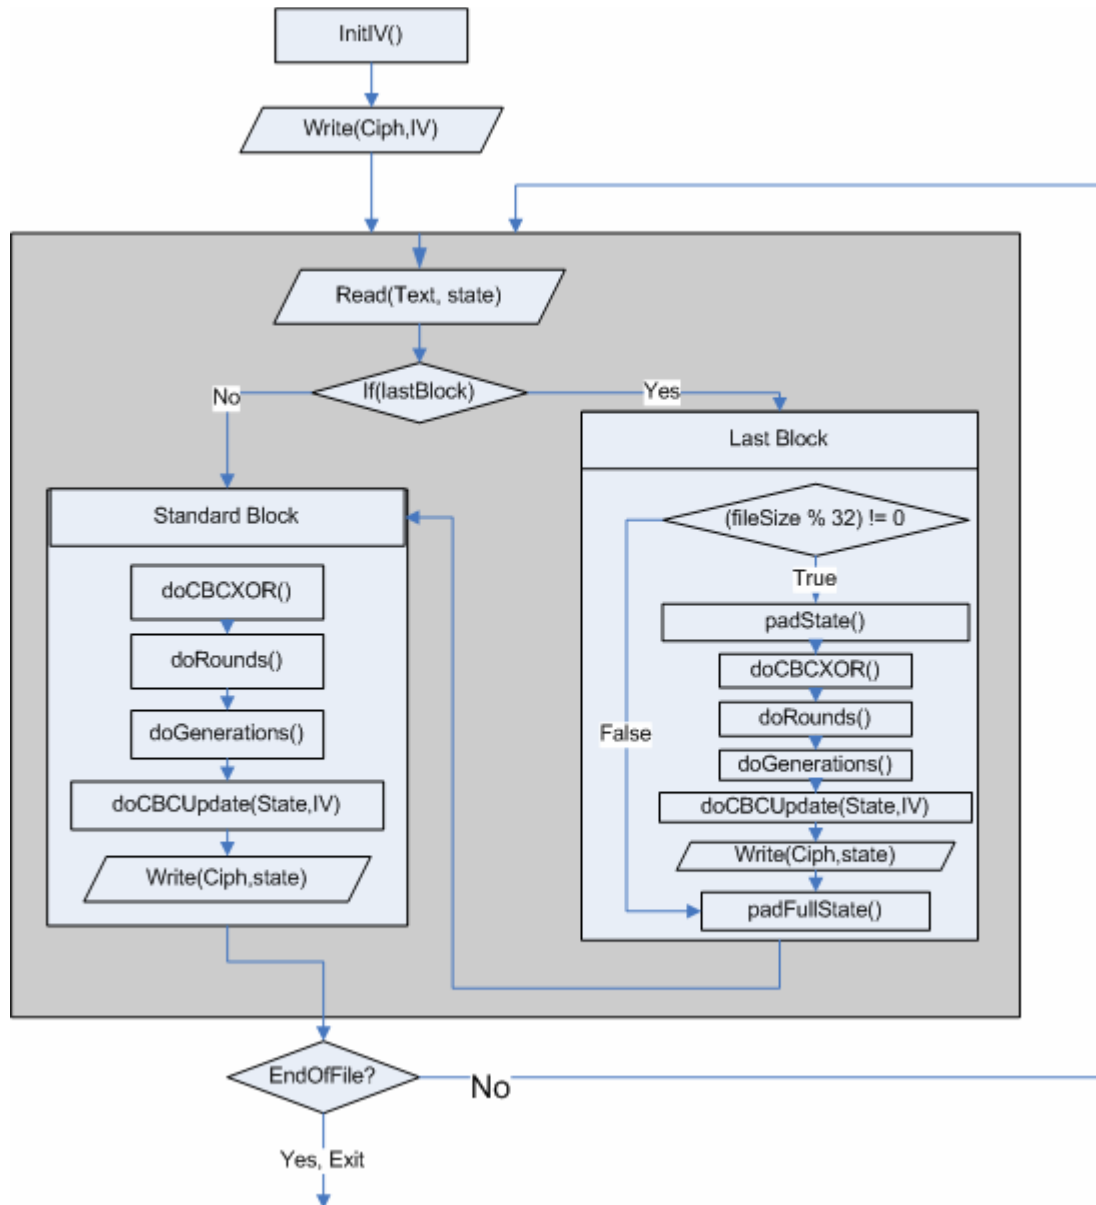 InitIV()
Write(Ciph,IV)
Read(Text, state)
If(lastBlock)
No
Yes
Last Block
(fileSize % 32) != 0
Standard Block
True
doCBCXOR()
padState()
doRounds()
doCBCXOR()
doGenerations()
doRounds()
False
doGenerations()
doCBCUpdate(State,IV)
doCBCUpdate(State,IV)
Write(Ciph,state)
Write(Ciph,state)
padFullState()
EndOfFile?
No
Yes, Exit